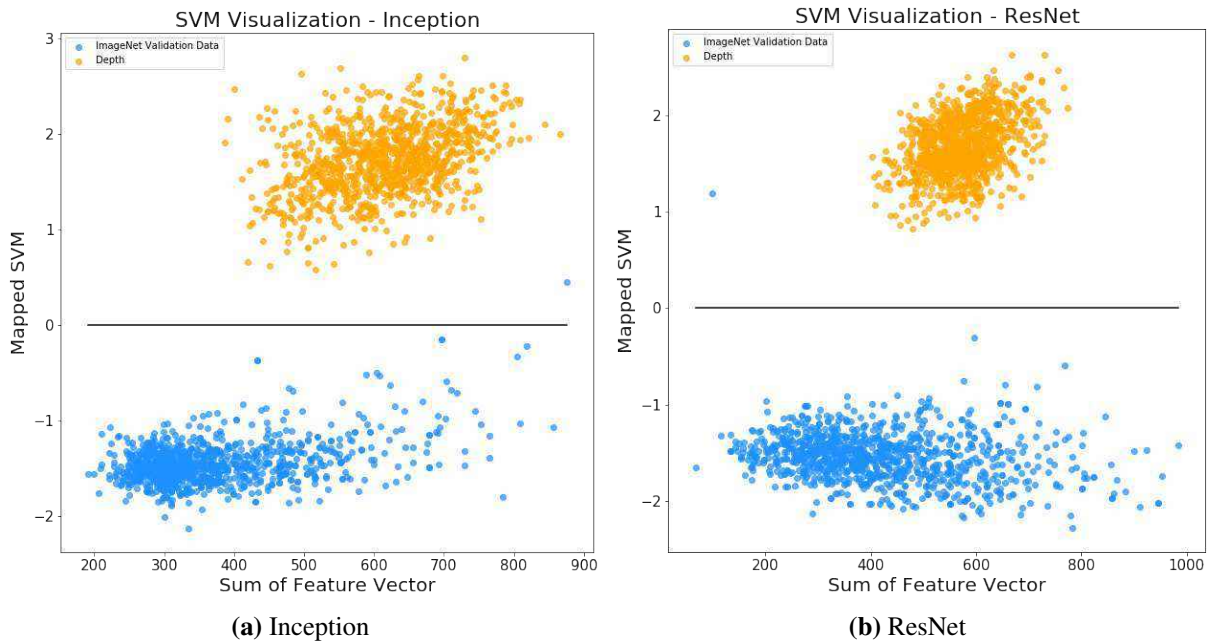 SVM Visualization - Inception
ImageNet Validation Data
Depth
3
2
1
0
−1
−2
Mapped SVM
200 300 400 500 600 700 800 900
Sum of Feature Vector
(a) Inception
SVM Visualization - ResNet
ImageNet Validation Data
Depth
2
1
0
−1
−2
Mapped SVM
200 400 600 800 1000
Sum of Feature Vector
(b) ResNet